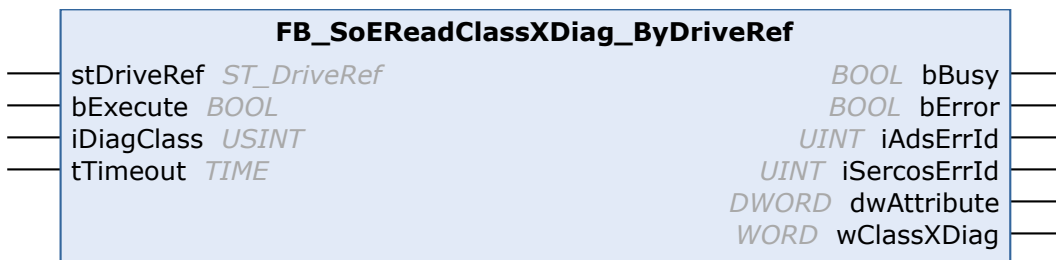 FB_SoEReadClassXDiag_ByDriveRef
stDriveRef ST_DriveRef BOOL bBusy
bExecute BOOL BOOL bError
iDiagClass USINT UINT iAdsErrId
tTimeout TIME UINT iSercosErrId
DWORD dwAttribute
WORD wClassXDiag